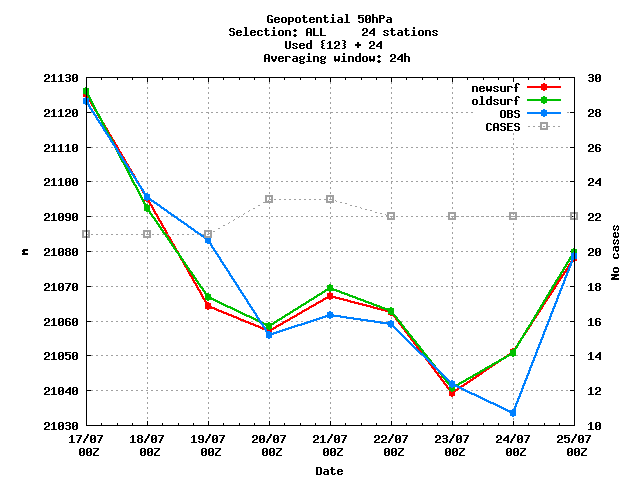 Geopotential 50hPa
Selection: ALL     24 stations
Used {12} + 24
Averaging window: 24h
21130
21120
21110
21100
21090
21080
21070
21060
21050
21040
21030
m
newsurf
oldsurf
OBS
CASES
30
28
26
24
22
20
18
16
14
12
10
No cases
17/07 18/07 19/07 20/07 21/07 22/07 23/07 24/07 25/07
00Z 00Z 00Z 00Z 00Z 00Z 00Z 00Z 00Z
Date